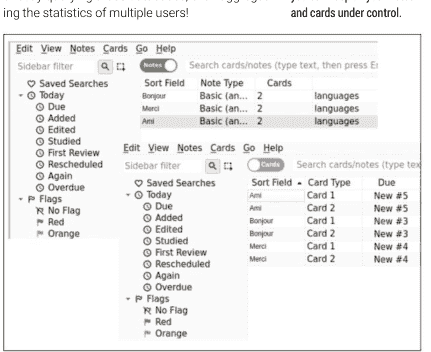 ing the statistics of multiple users!
and cards under control.
Edit View Notes Cards Go Help
Sidebar filter
Notes
Search cards/notes (type text, then press
Saved Searches
Today
Due
Added
Edited
Studied
First Review
Rescheduled
Again
Overdue
Flags
No Flag
Red
Orange
Sort Field Note Type Cards
Bonjour Basic (an... 2 languages
Merci Basic (an... 2 languages
Ami Basic (an... 2 languages
Edit View Notes Cards Go Help
Sidebar filter
Cards
Search cards/notes (type
Saved Searches
Today
Due
Added
Edited
Studied
First Review
Rescheduled
Again
Overdue
Flags
No Flag
Red
Orange
Sort Field Card Type Due
Ami Card 1 New #5
Ami Card 2 New #5
Bonjour Card 1 New #3
Bonjour Card 2 New #3
Merci Card 1 New #4
Merci Card 2 New #4